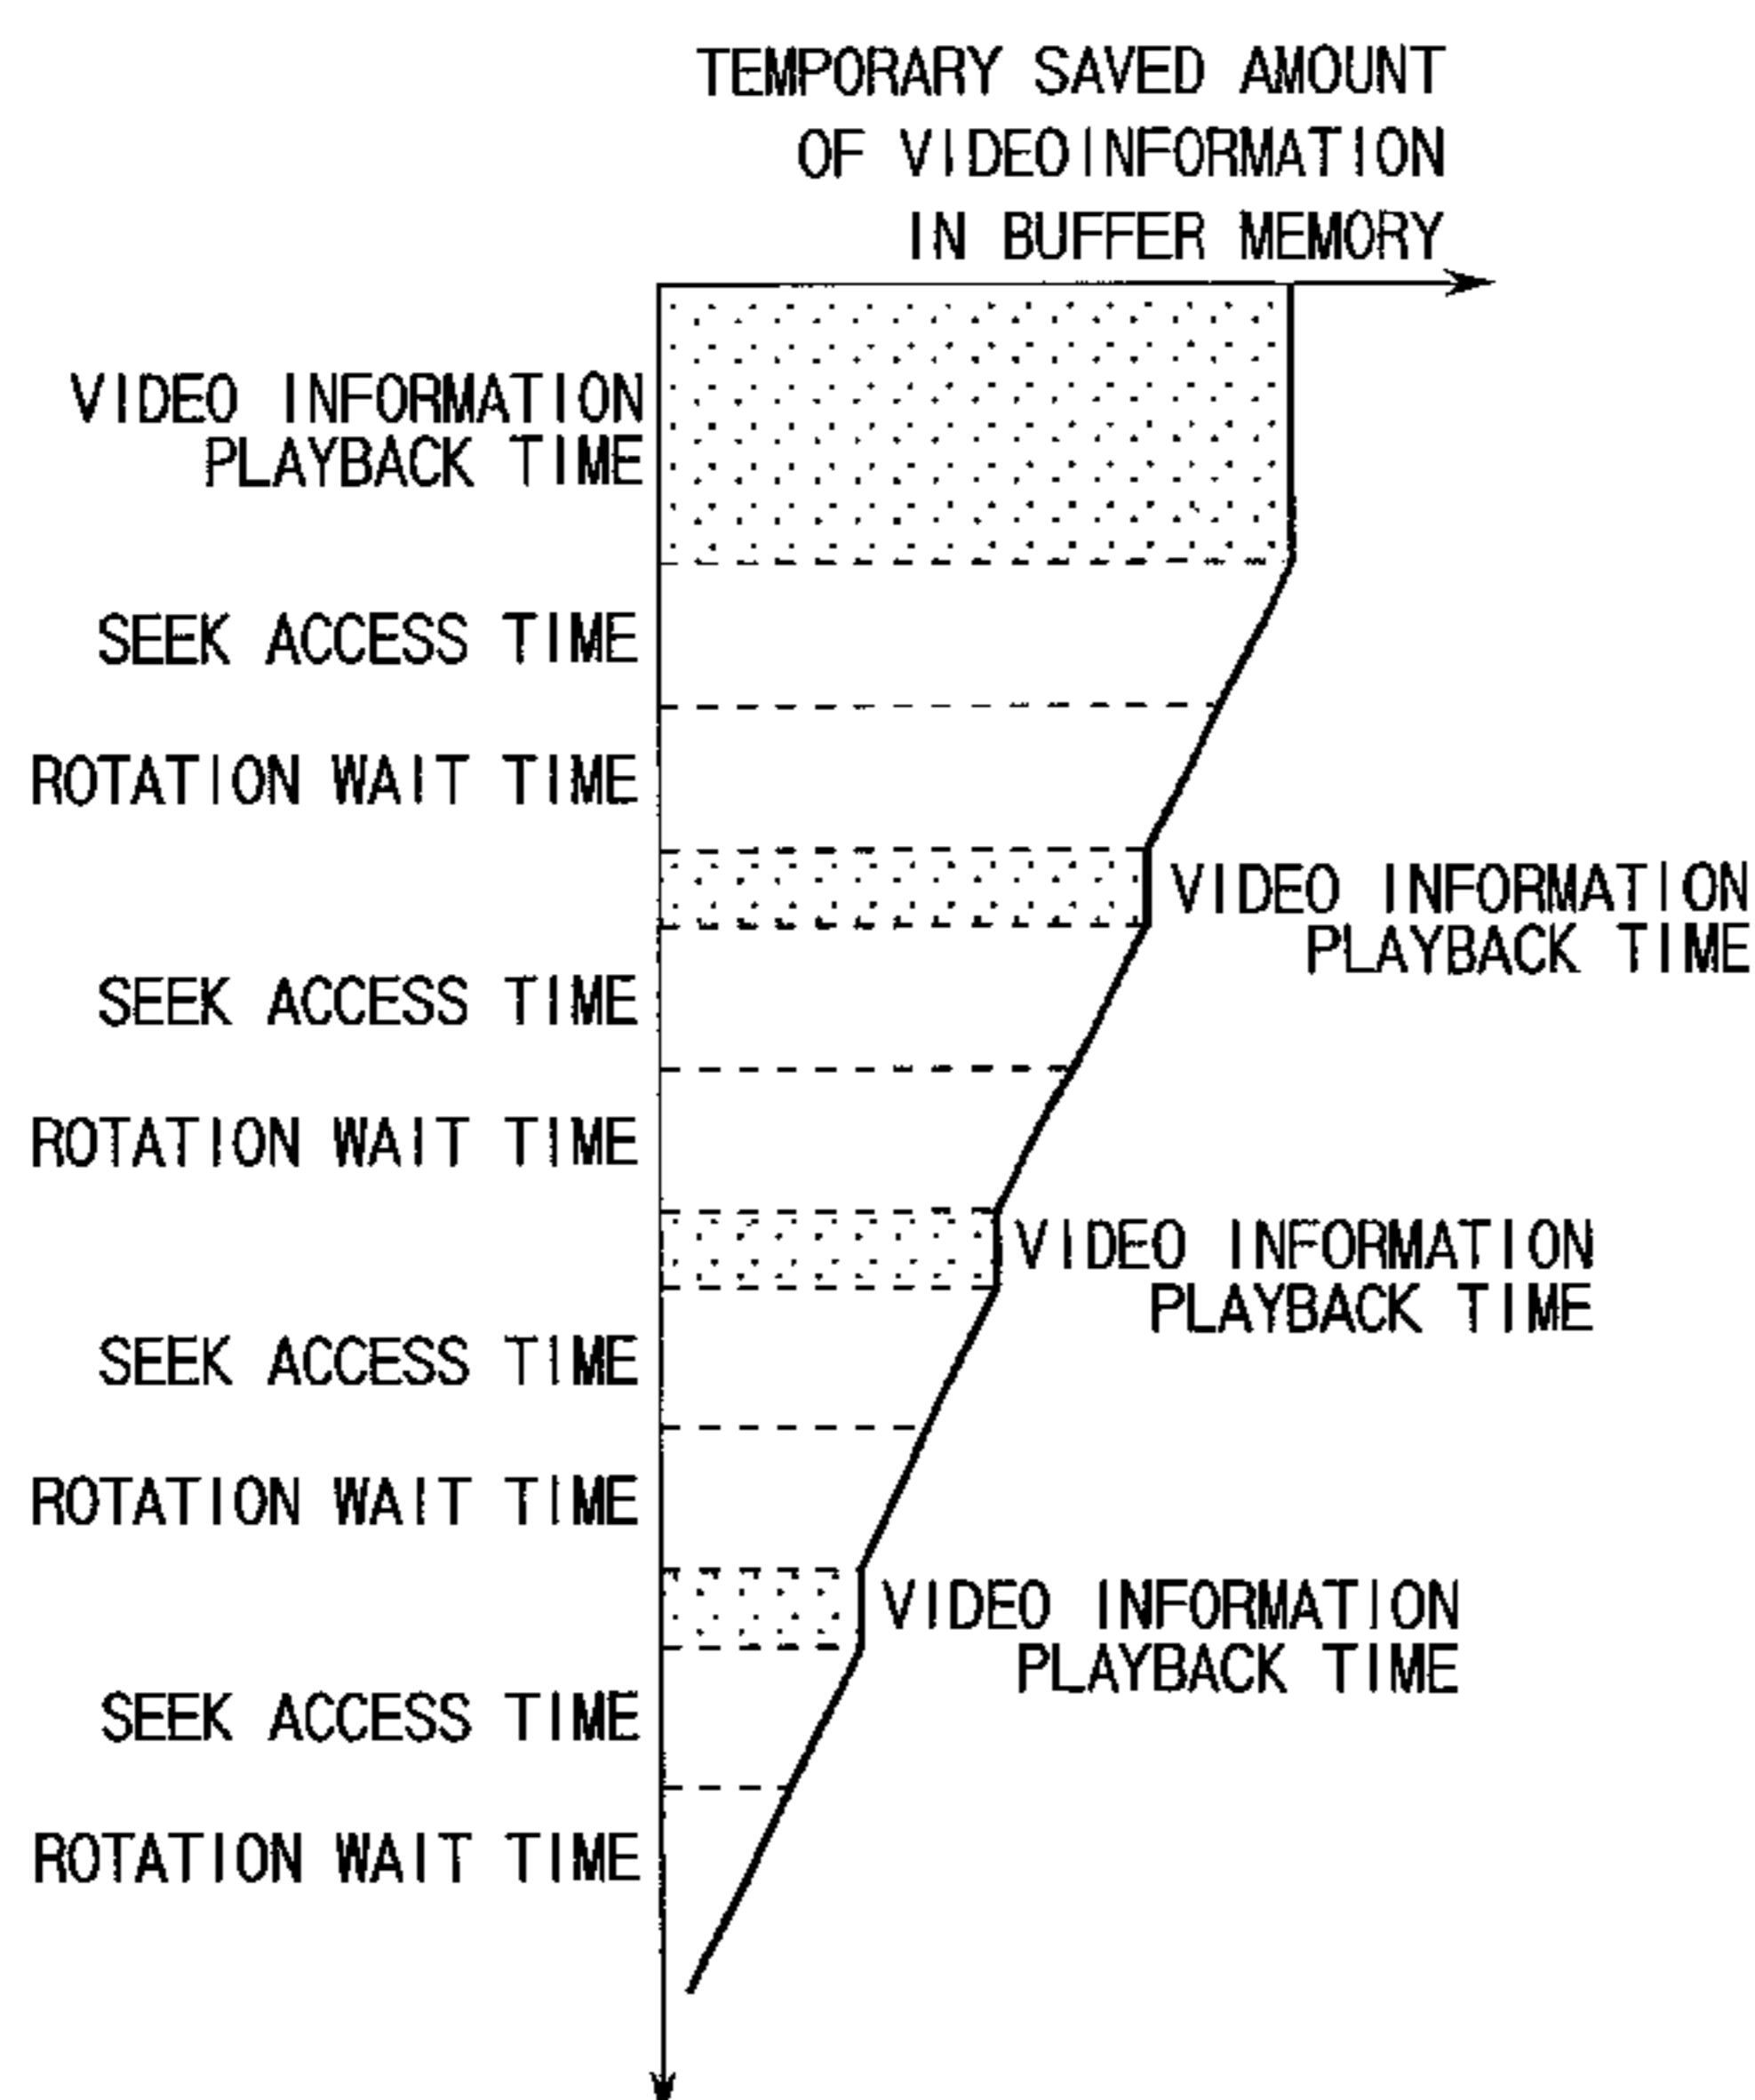 TEMPORARY SAVED AMOUNT
OF VIDEOINFORMATION
IN BUFFER MEMORY
VIDEO INFORMATION
PLAYBACK TIME
SEEK ACCESS TIME
ROTATION WAIT TIME
VIDEO INFORMATION
PLAYBACK TIME
SEEK ACCESS TIME
ROTATION WAIT TIME
VIDEO INFORMATION
PLAYBACK TIME
SEEK ACCESS TIME
ROTATION WAIT TIME
VIDEO INFORMATION
PLAYBACK TIME
SEEK ACCESS TIME
ROTATION WAIT TIME